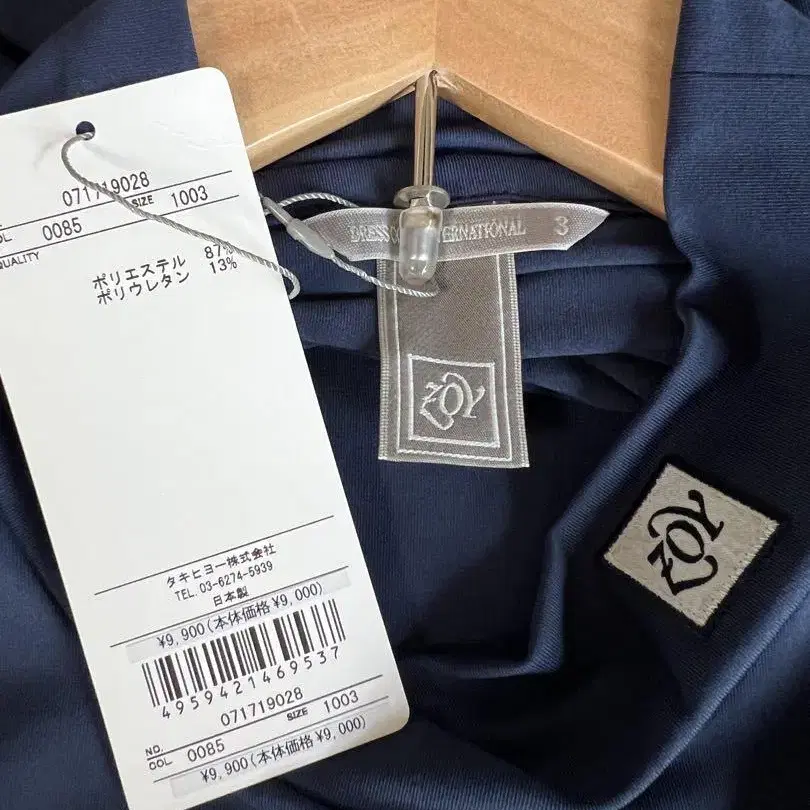 071719028
COL 0085 SIZE 1003
QUALITY
ポリエステル 87%
ポリウレタン 13%
タキヒヨー株式会社
TEL.03-6274-5939
日本製
¥9,900(本体価格¥9,000)
4959421469537
NO. 071719028
COL 0085 SIZE 1003
¥9,900(本体価格¥9,000)
3
ZOY
ZOY